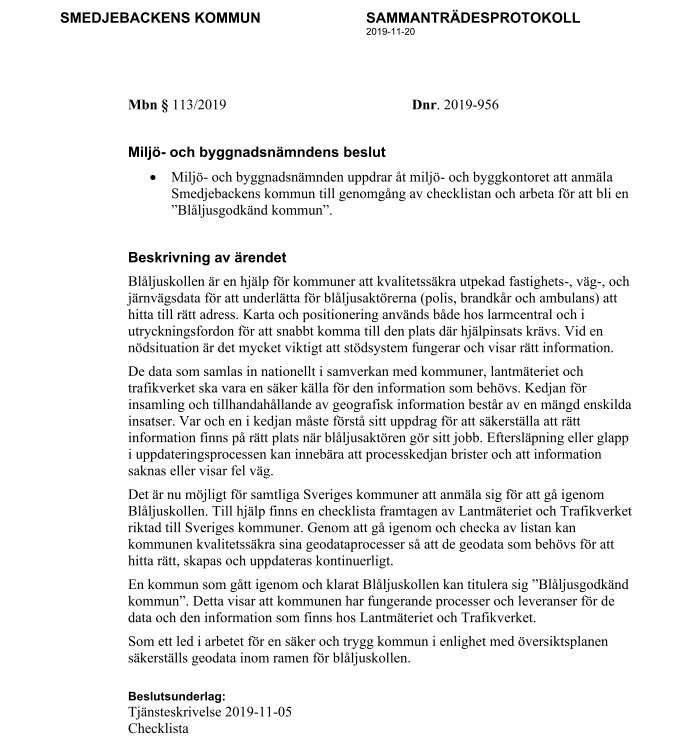 SMEDJEBACKENS KOMMUN SAMMANTRÄDESPROTOKOLL
2019-11-20
Mbn § 113/2019 Dnr. 2019-956
Miljö- och byggnadsnämndens beslut
• Miljö- och byggnadsnämnden uppdrar åt miljö- och byggkontoret att anmäla
Smedjebackens kommun till genomgång av checklistan och arbeta för att bli en
”Blåljusgodkänd kommun”.
Beskrivning av ärendet
Blåljuskollen är en hjälp för kommuner att kvalitetssäkra utpekad fastighets-, väg-, och
järnvägsdata för att underlätta för blåljusaktörerna (polis, brandkår och ambulans) att
hitta till rätt adress. Karta och positionering används både hos larmcentral och i
utryckningsfordon för att snabbt komma till den plats där hjälpinsats krävs. Vid en
nödsituation är det mycket viktigt att stödsystem fungerar och visar rätt information.
De data som samlas in nationellt i samverkan med kommuner, lantmäteriet och
trafikverket ska vara en säker källa för den information som behövs. Kedjan för
insamling och tillhandahållande av geografisk information består av en mängd enskilda
insatser. Var och en i kedjan måste förstå sitt uppdrag för att säkerställa att rätt
information finns på rätt plats när blåljusaktören gör sitt jobb. Eftersläpning eller glapp
i uppdateringsprocessen kan innebära att processkedjan brister och att information
saknas eller visar fel väg.
Det är nu möjligt för samtliga Sveriges kommuner att anmäla sig för att gå igenom
Blåljuskollen. Till hjälp finns en checklista framtagen av Lantmäteriet och Trafikverket
riktad till Sveriges kommuner. Genom att gå igenom och checka av listan kan
kommunen kvalitetssäkra sina geodataprocesser så att de geodata som behövs för att
hitta rätt, skapas och uppdateras kontinuerligt.
En kommun som gått igenom och klarat Blåljuskollen kan titulera sig ”Blåljusgodkänd
kommun”. Detta visar att kommunen har fungerande processer och leveranser för de
data och den information som finns hos Lantmäteriet och Trafikverket.
Som ett led i arbetet för en säker och trygg kommun i enlighet med översiktsplanen
säkerställs geodata inom ramen för blåljuskollen.
Beslutsunderlag:
Tjänsteskrivelse 2019-11-05
Checklista